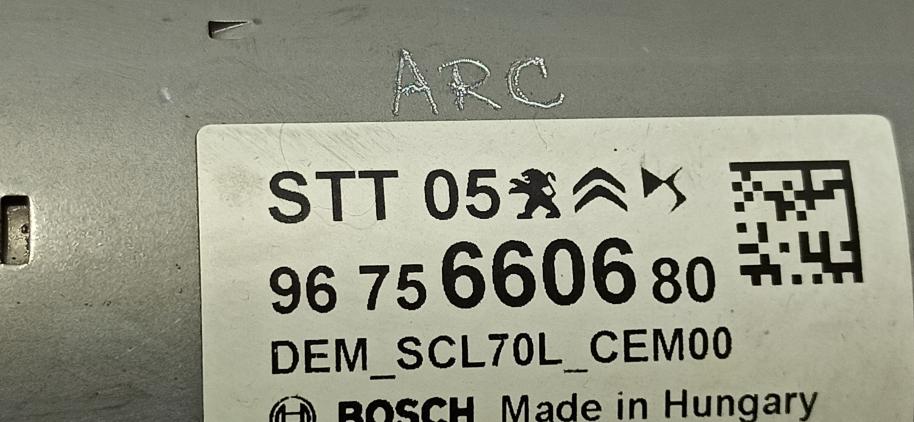 ARC
STT 05
96 75 6606 80
DEM_SCL70L_CEM00
BOSCH Made in Hungary